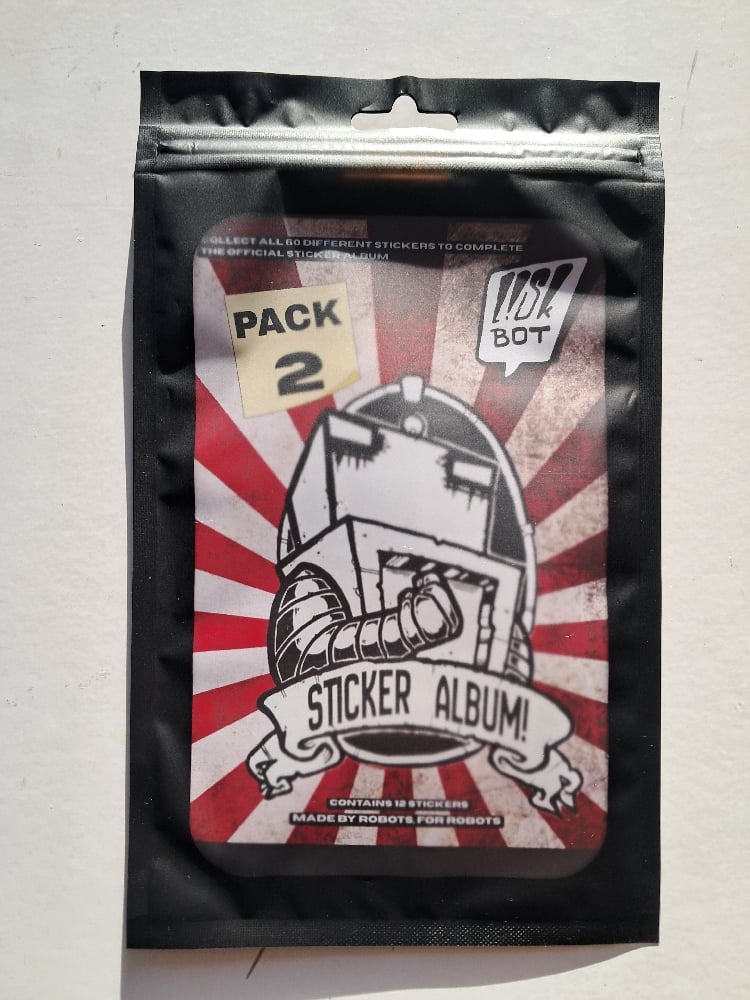 COLLECT ALL 60 DIFFERENT STICKERS TO COMPLETE
THE OFFICIAL STICKER ALBUM
PACK
2
LISK
BOT
STICKER ALBUM!
CONTAINS 12 STICKERS
MADE BY ROBOTS, FOR ROBOTS